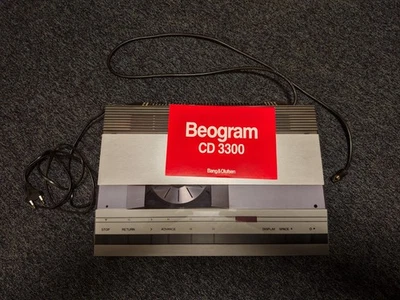 Beogram
CD 3300
Bang&Olufsen
STOP
RETURN
DISPLAY